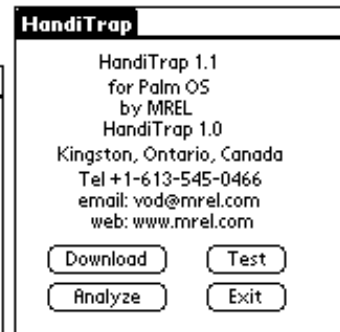 HandiTrap
HandiTrap 1.1
for Palm OS
by MREL
HandiTrap 1.0
Kingston, Ontario, Canada
Tel +1-613-545-0466
email: vod@mrel.com
web: www.mrel.com
Download Test
Analyze Exit